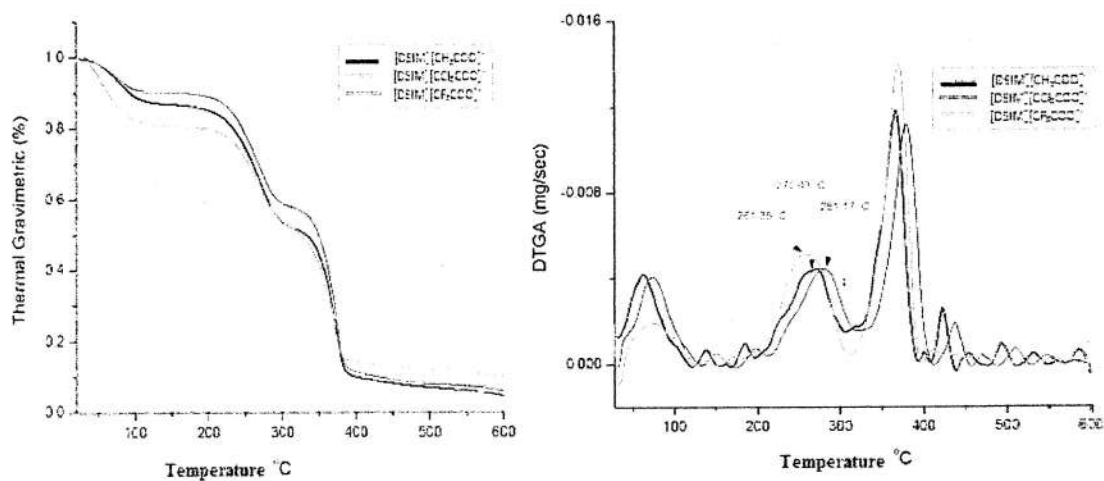 1.0
0.8
0.6
0.4
0.2
0.0
Thermal Gravimetric (%)
100
200
300
400
500
600
Temperature °C
[DSIM][CH3COO]
[DSIM][CCl3COO]
[DSIM][CF3COO]
-0.016
-0.008
0.000
DTGA (mg/sec)
[DSIM][CH3COO]
[DSIM][CCl3COO]
[DSIM][CF3COO]
281.17 °C
100
200
300
400
500
600
Temperature °C